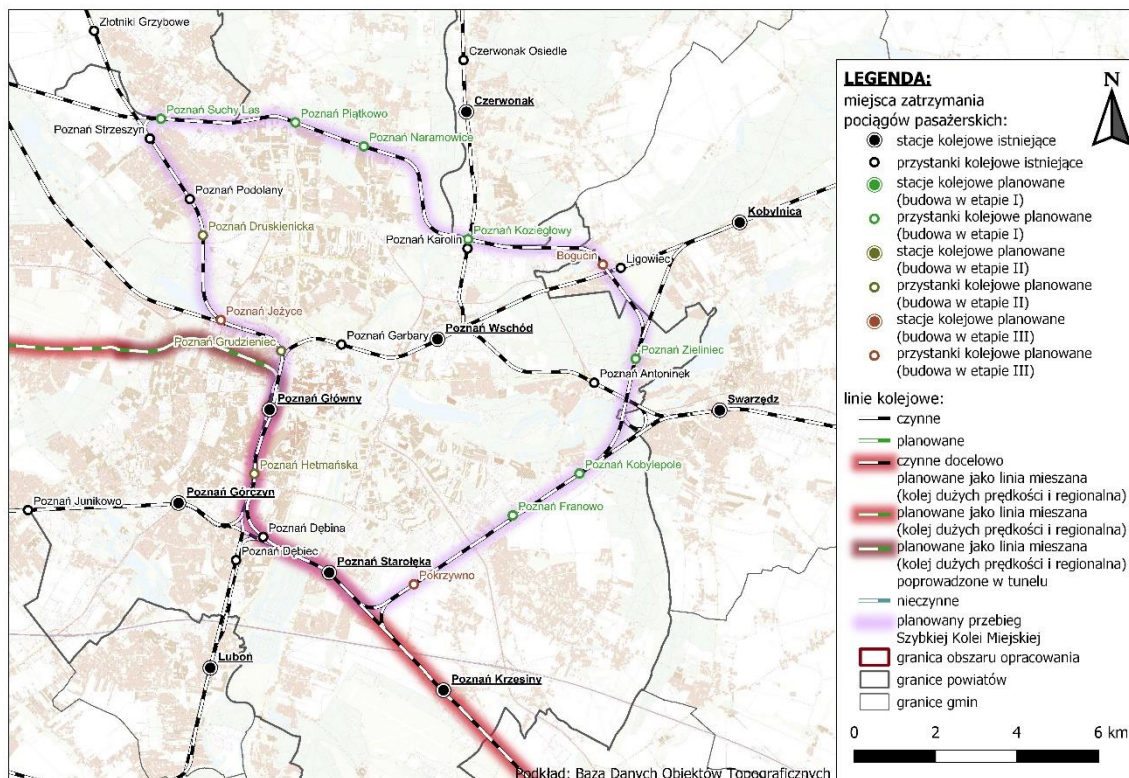 Złotniki Grzybowe
Czerwonak Osiedle
Czerwonak
Poznań Suchy Las
Poznań Piątkowo
Poznań Strzeszyn
Poznań Naramowice
Poznań Podolany
Kobylnica
Poznań Druskienicka
Poznań Koziegłowy
Poznań Karolin
Bogucin
Ligowiec
Poznań Jeżyce
Poznań Wschód
Poznań Garbary
Poznań Grudzieniec
Poznań Zieliniec
Poznań Antoninek
Poznań Główny
Swarzędz
Poznań Hetmańska
Poznań Kobylepole
Poznań Górczyn
Poznań Junikowo
Poznań Franowo
Poznań Dębina
Poznań Dębiec
Poznań Starołęka
Pokrzywno
Luboń
Poznań Krzesiny
Podkład: Baza Danych Obiektów Topograficznych
LEGENDA:
N
miejsca zatrzymania
pociągów pasażerskich:
stacje kolejowe istniejące
przystanki kolejowe istniejące
stacje kolejowe planowane
(budowa w etapie I)
przystanki kolejowe planowane
(budowa w etapie I)
stacje kolejowe planowane
(budowa w etapie II)
przystanki kolejowe planowane
(budowa w etapie II)
stacje kolejowe planowane
(budowa w etapie III)
przystanki kolejowe planowane
(budowa w etapie III)
linie kolejowe:
czynne
planowane
czynne docelowo
planowane jako linia mieszana
(kolej dużych prędkości i regionalna)
planowane jako linia mieszana
(kolej dużych prędkości i regionalna)
planowane jako linia mieszana
(kolej dużych prędkości i regionalna)
poprowadzone w tunelu
nieczynne
planowany przebieg
Szybkiej Kolei Miejskiej
granica obszaru opracowania
granice powiatów
granice gmin
0 2 4 6 km